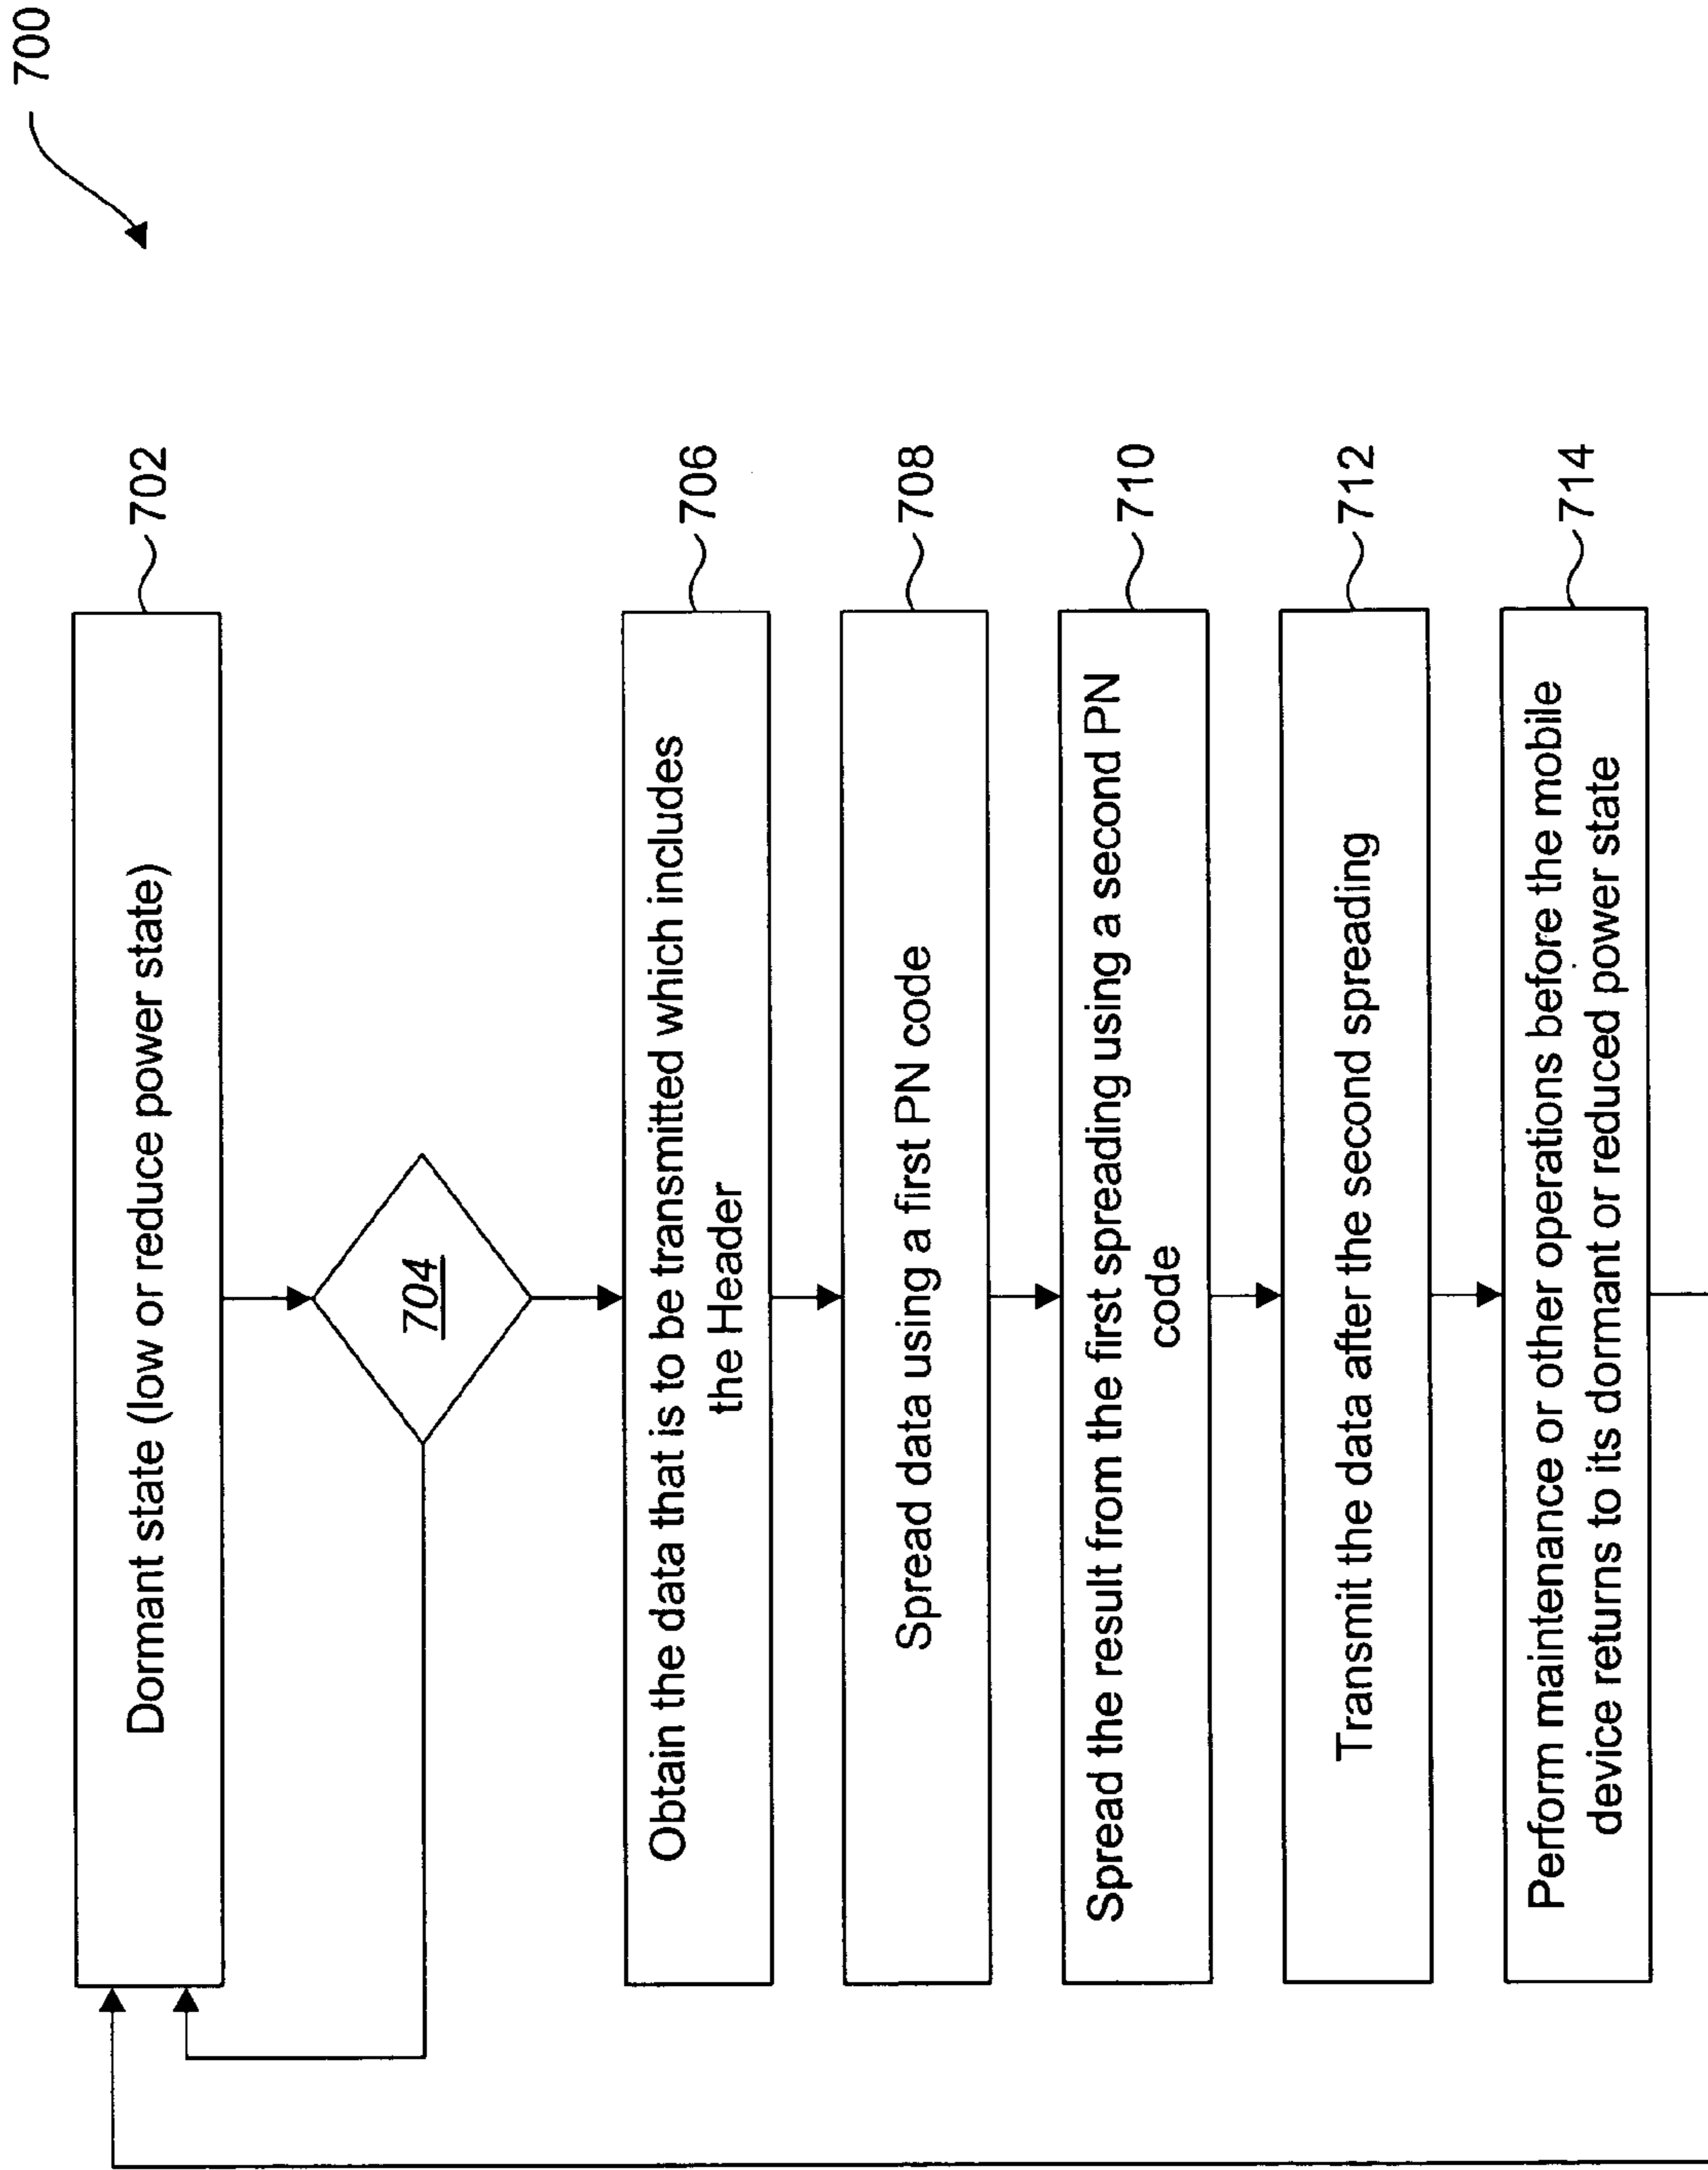 700
Dormant state (low or reduce power state)
702
704
Obtain the data that is to be transmitted which includes
the Header
706
Spread data using a first PN code
708
Spread the result from the first spreading using a second PN
code
710
Transmit the data after the second spreading
712
Perform maintenance or other operations before the mobile
device returns to its dormant or reduced power state
714